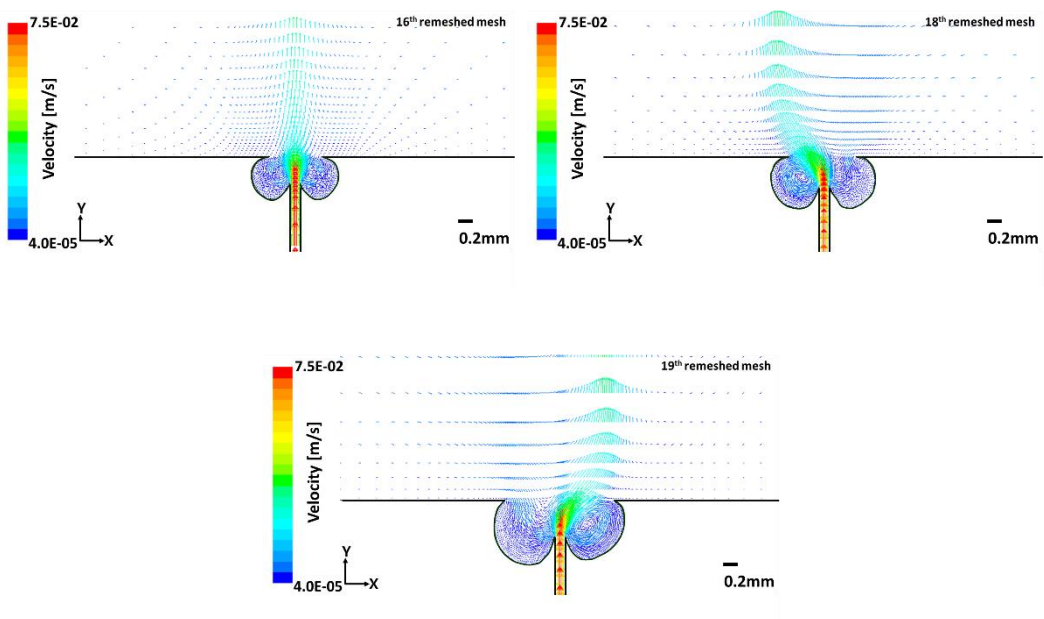 7.5E-02
16th remeshed mesh
Velocity [m/s]
Y
X
4.0E-05
0.2mm
7.5E-02
18th remeshed mesh
Velocity [m/s]
Y
X
4.0E-05
0.2mm
7.5E-02
19th remeshed mesh
Velocity [m/s]
Y
X
4.0E-05
0.2mm